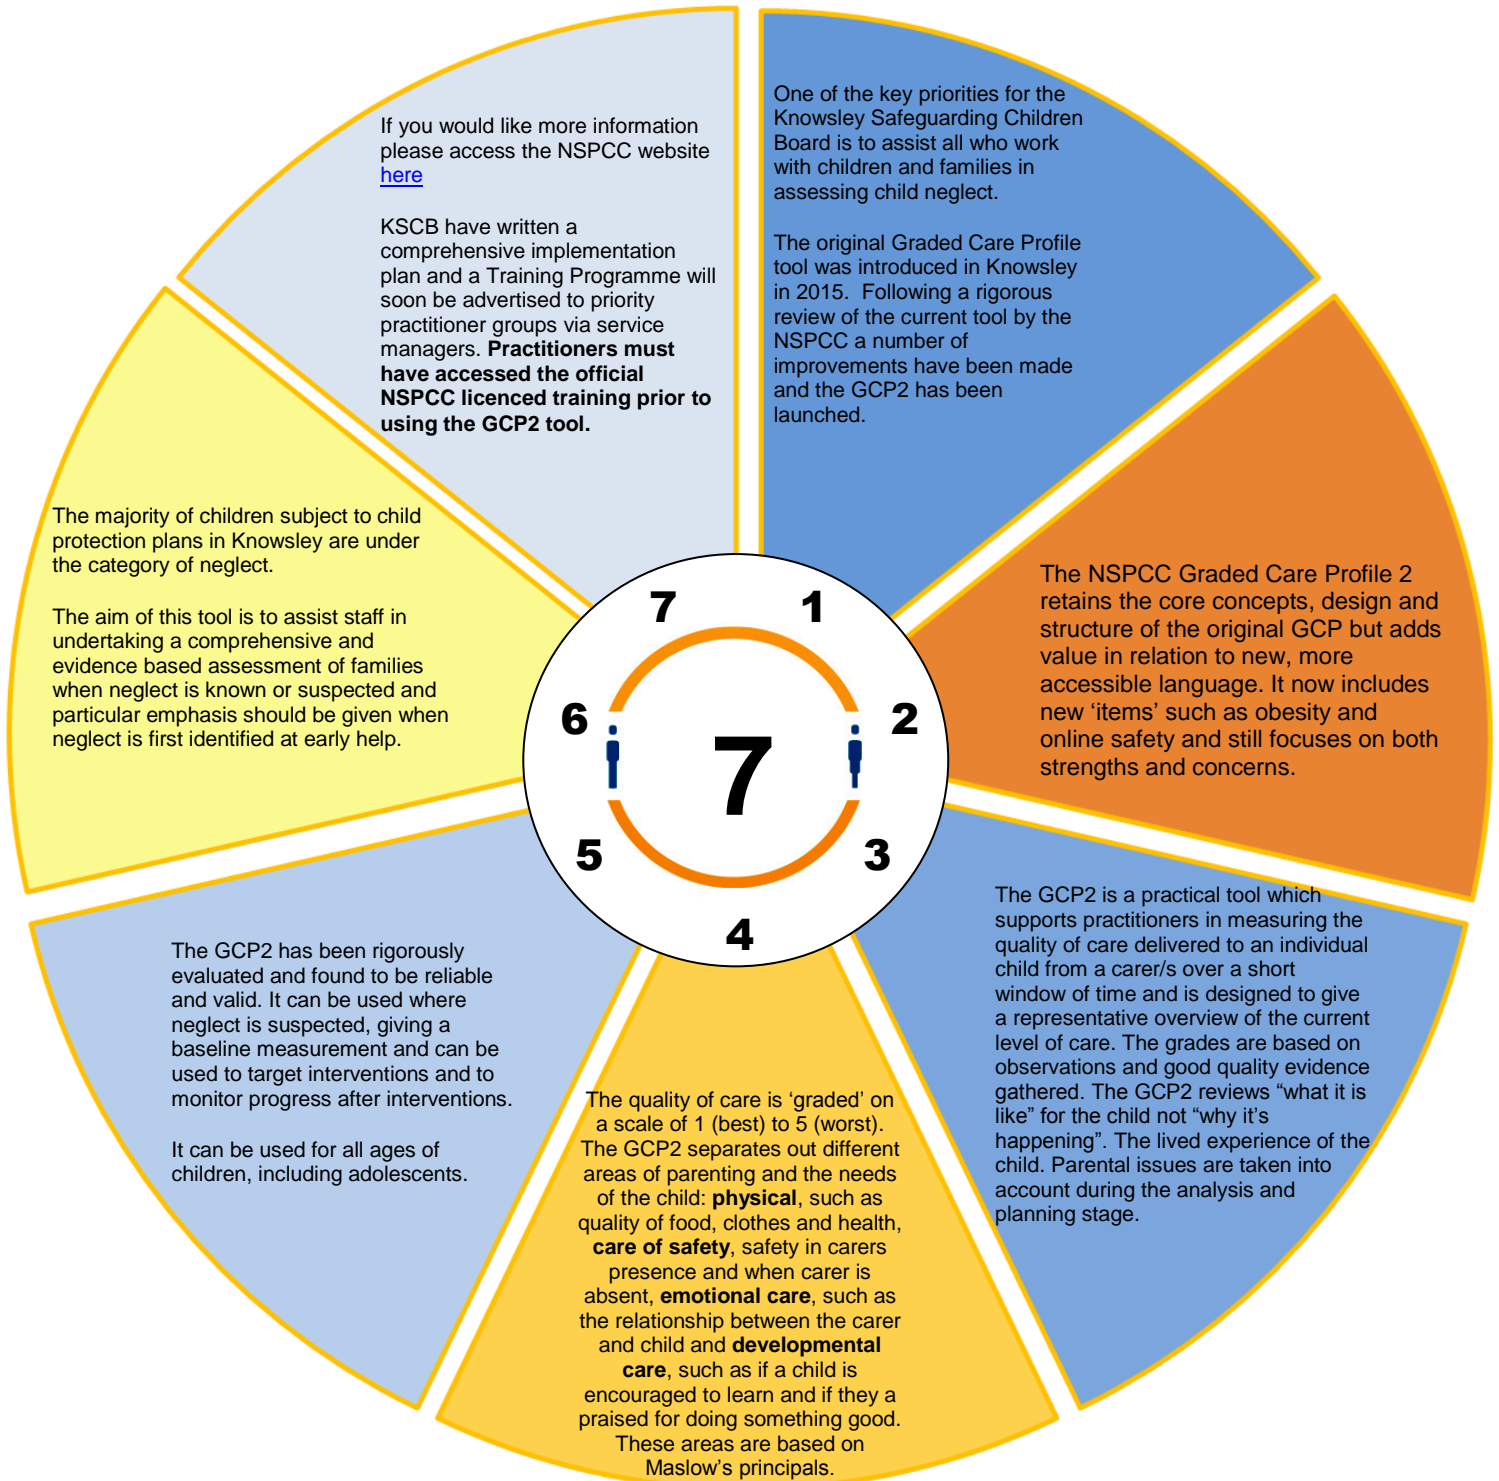 One of the key priorities for the
Knowsley Safeguarding Children
Board is to assist all who work
with children and families in
assessing child neglect.
The original Graded Care Profile
tool was introduced in Knowsley
in 2015.  Following a rigorous
review of the current tool by the
NSPCC a number of
improvements have been made
and the GCP2 has been
launched.
The NSPCC Graded Care Profile 2
retains the core concepts, design and
structure of the original GCP but adds
value in relation to new, more
accessible language. It now includes
new ‘items’ such as obesity and
online safety and still focuses on both
strengths and concerns.
The GCP2 is a practical tool which
supports practitioners in measuring the
quality of care delivered to an individual
child from a carer/s over a short
window of time and is designed to give
a representative overview of the current
level of care. The grades are based on
observations and good quality evidence
gathered. The GCP2 reviews “what it is
like” for the child not “why it’s
happening”. The lived experience of the
child. Parental issues are taken into
account during the analysis and
planning stage.
The quality of care is ‘graded’ on
a scale of 1 (best) to 5 (worst).
The GCP2 separates out different
areas of parenting and the needs
of the child: physical, such as
quality of food, clothes and health,
care of safety, safety in carers
presence and when carer is
absent, emotional care, such as
the relationship between the carer
and child and developmental
care, such as if a child is
encouraged to learn and if they a
praised for doing something good.
These areas are based on
Maslow’s principals.
The GCP2 has been rigorously
evaluated and found to be reliable
and valid. It can be used where
neglect is suspected, giving a
baseline measurement and can be
used to target interventions and to
monitor progress after interventions.
It can be used for all ages of
children, including adolescents.
The majority of children subject to child
protection plans in Knowsley are under
the category of neglect.
The aim of this tool is to assist staff in
undertaking a comprehensive and
evidence based assessment of families
when neglect is known or suspected and
particular emphasis should be given when
neglect is first identified at early help.
If you would like more information
please access the NSPCC website
here
KSCB have written a
comprehensive implementation
plan and a Training Programme will
soon be advertised to priority
practitioner groups via service
managers. Practitioners must
have accessed the official
NSPCC licenced training prior to
using the GCP2 tool.
1
2
3
4
5
6
7
7